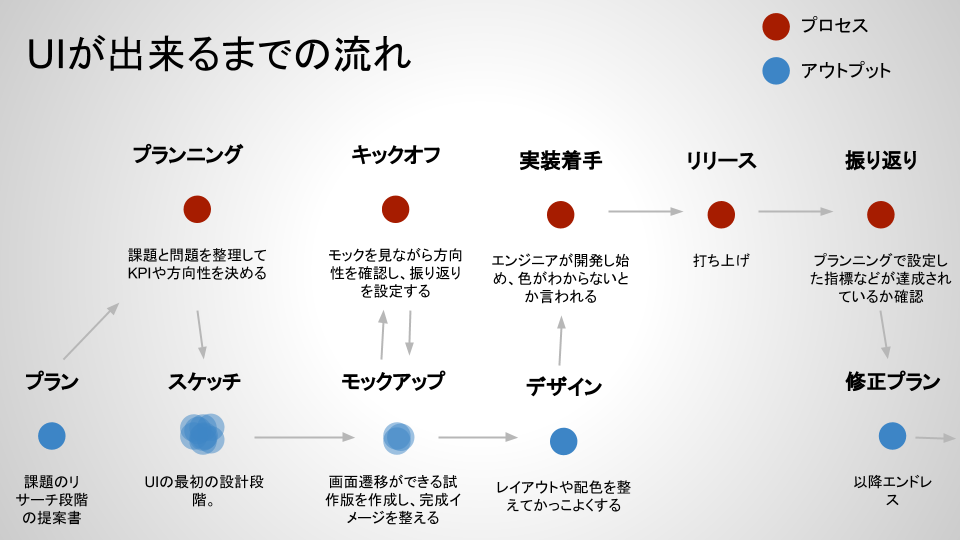 UIが出来るまでの流れ
プロセス
アウトプット
プランニング
課題と問題を整理して
KPIや方向性を決める
キックオフ
モックを見ながら方向
性を確認し、振り返り
を設定する
実装着手
エンジニアが開発し始
め、色がわからないと
か言われる
リリース
打ち上げ
振り返り
プランニングで設定し
た指標などが達成され
ているか確認
プラン
課題のリ
サーチ段階
の提案書
スケッチ
UIの最初の設計段
階。
モックアップ
画面遷移ができる試
作版を作成し、完成イ
メージを整える
デザイン
レイアウトや配色を整
えてかっこよくする
修正プラン
以降エンドレ
ス